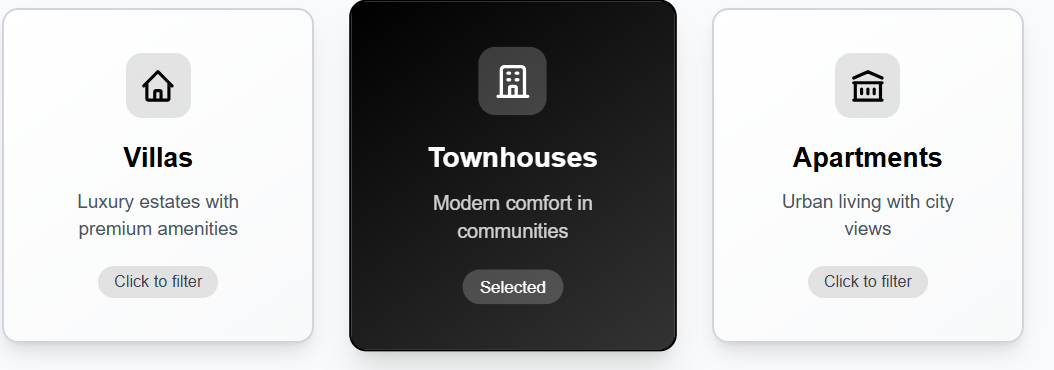 Villas
Luxury estates with
premium amenities
Click to filter
Townhouses
Modern comfort in
communities
Selected
Apartments
Urban living with city
views
Click to filter